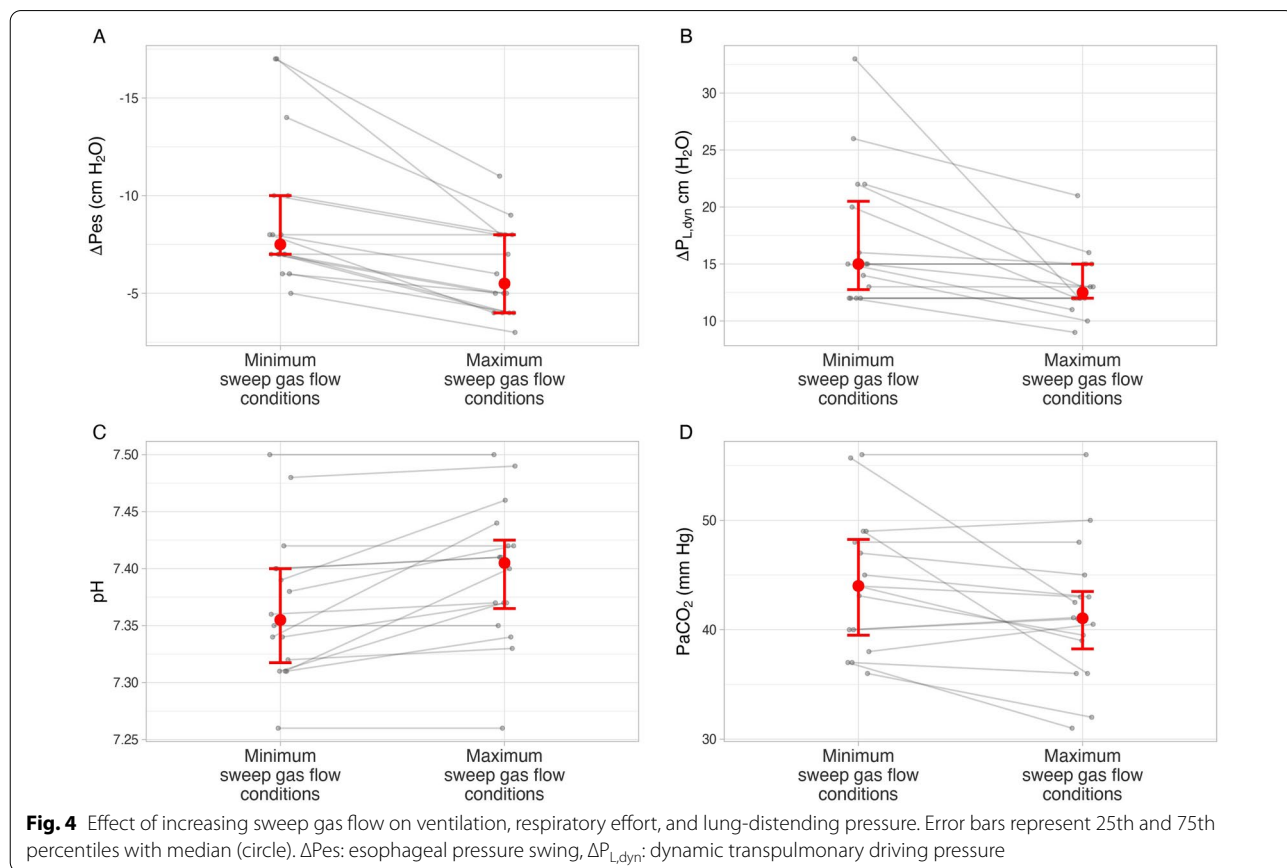 A
ΔPes (cm H₂O)
-15
-10
-5
Minimum
sweep gas flow
conditions
Maximum
sweep gas flow
conditions
B
ΔP_L,dyn cm (H₂O)
30
25
20
15
10
Minimum
sweep gas flow
conditions
Maximum
sweep gas flow
conditions
C
pH
7.50
7.45
7.40
7.35
7.30
7.25
Minimum
sweep gas flow
conditions
Maximum
sweep gas flow
conditions
D
PaCO₂ (mm Hg)
50
40
30
Minimum
sweep gas flow
conditions
Maximum
sweep gas flow
conditions
Fig. 4 Effect of increasing sweep gas flow on ventilation, respiratory effort, and lung-distending pressure. Error bars represent 25th and 75th
percentiles with median (circle). ΔPes: esophageal pressure swing, ΔP_L,dyn: dynamic transpulmonary driving pressure